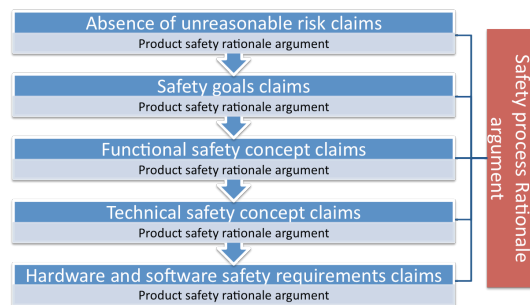 Absence of unreasonable risk claims
Product safety rationale argument
Safety goals claims
Product safety rationale argument
Functional safety concept claims
Product safety rationale argument
Technical safety concept claims
Product safety rationale argument
Hardware and software safety requirements claims
Product safety rationale argument
Safety process Rationale
argument